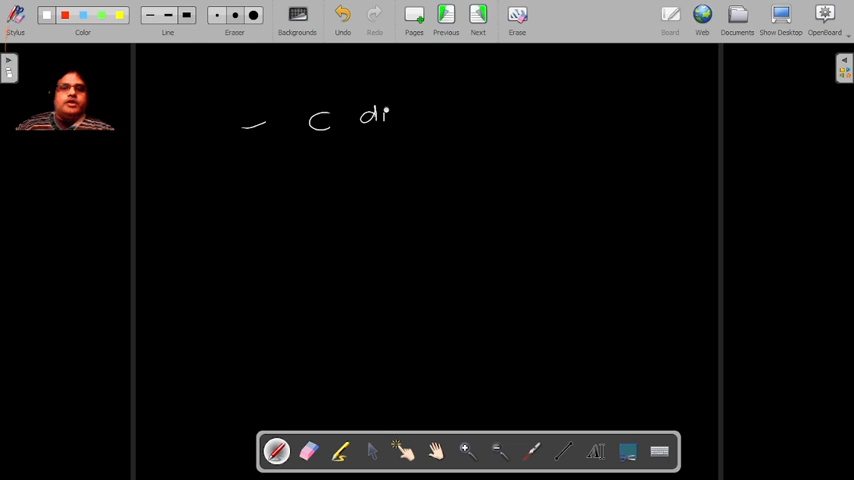 Stylus
Color
Line
Eraser
Backgrounds
Undo
Redo
Pages
Previous
Next
Erase
Board
Web
Documents
Show Desktop
OpenBoard
— C di